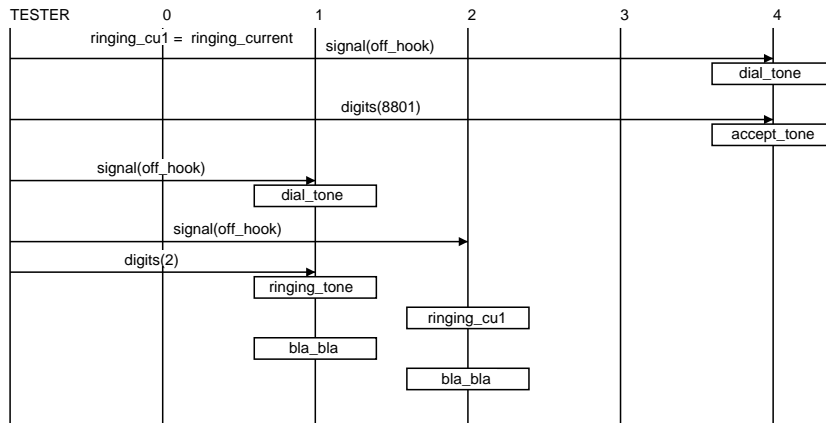 TESTER 0 1 2 3 4
ringing_cu1 = ringing_current
signal(off_hook)
dial_tone
digits(8801)
accept_tone
signal(off_hook)
dial_tone
signal(off_hook)
digits(2)
ringing_tone
ringing_cu1
bla_bla
bla_bla